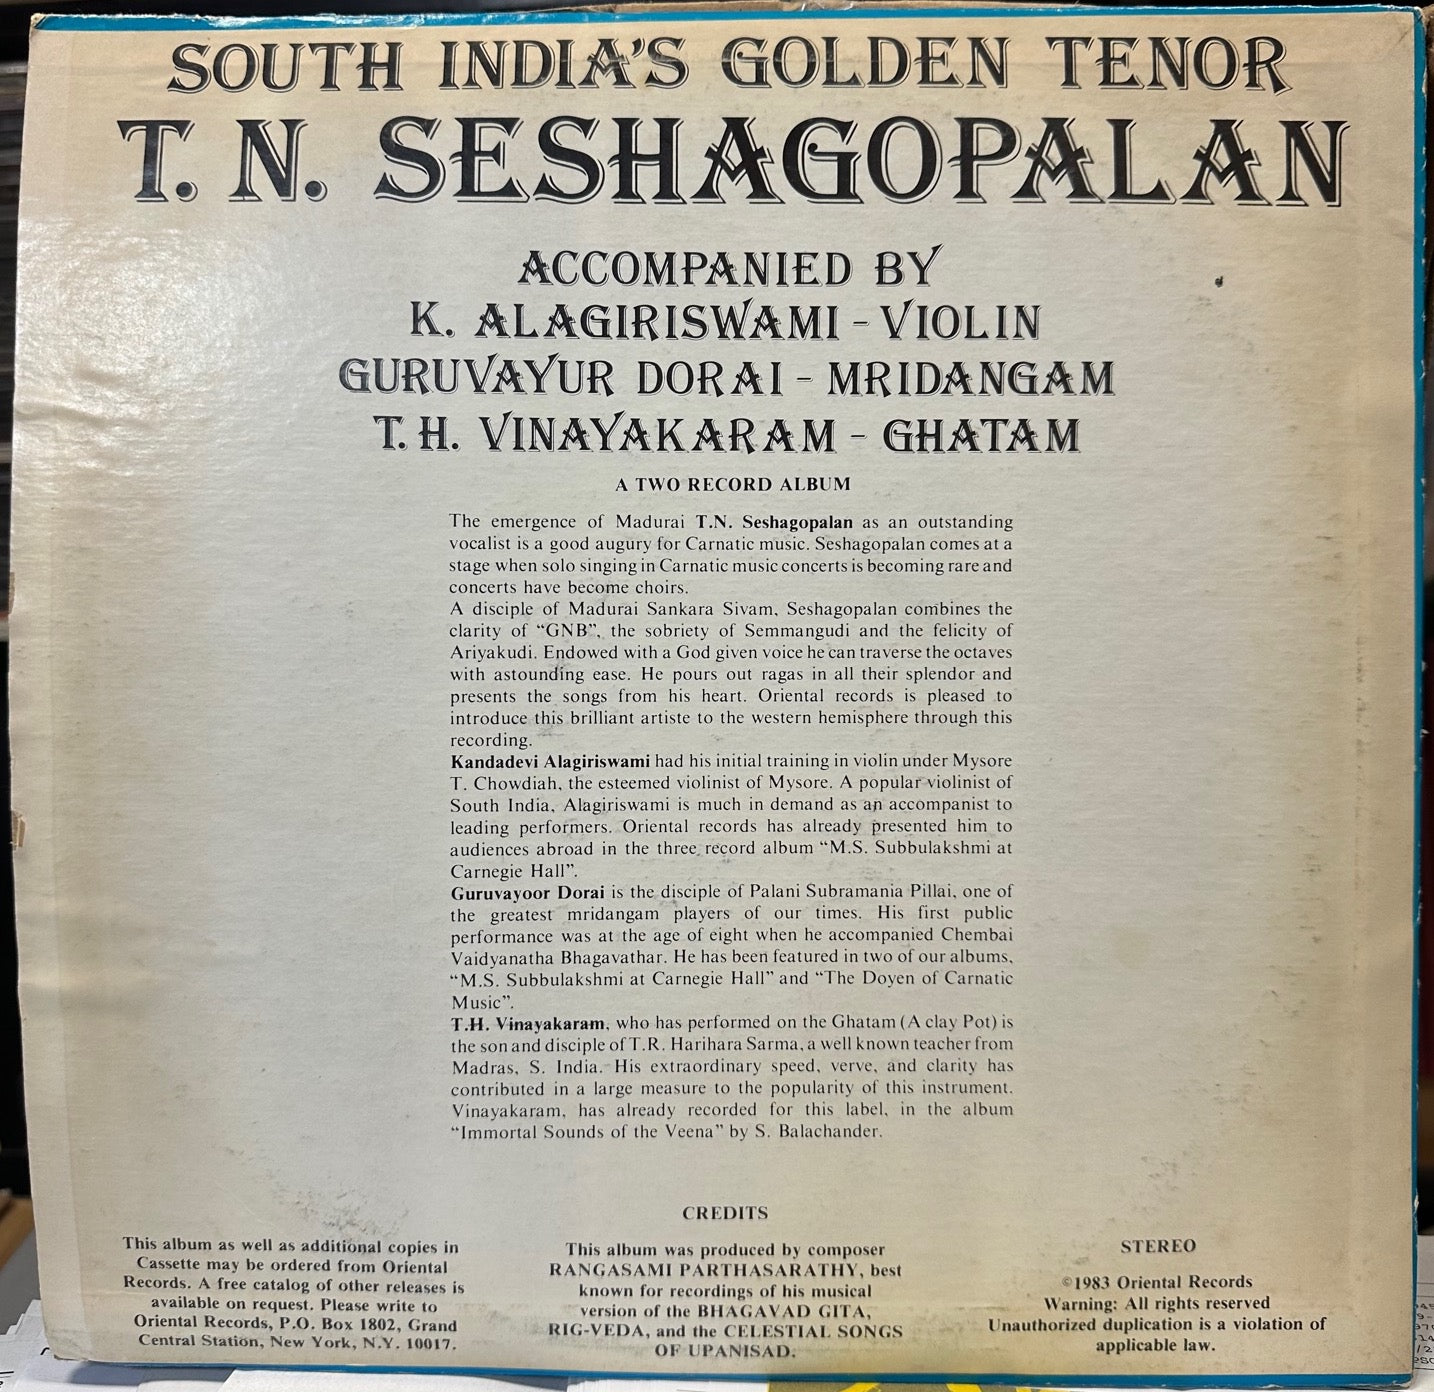 SOUTH INDIA'S GOLDEN TENOR
T. N. SESHAGOPALAN
ACCOMPANIED BY
K. ALAGIRISWAMI - VIOLIN
GURUVAYUR DORAI - MRIDANGAM
T. H. VINAYAKARAM - GHATAM
A TWO RECORD ALBUM
The emergence of Madurai T.N. Seshagopalan as an outstanding
vocalist is a good augury for Carnatic music. Seshagopalan comes at a
stage when solo singing in Carnatic music concerts is becoming rare and
concerts have become choirs.
A disciple of Madurai Sankara Sivam, Seshagopalan combines the
clarity of “GNB”, the sobriety of Semmangudi and the felicity of
Ariyakudi. Endowed with a God given voice he can traverse the octaves
with astounding ease. He pours out ragas in all their splendor and
presents the songs from his heart. Oriental records is pleased to
introduce this brilliant artiste to the western hemisphere through this
recording.
Kandadevi Alagiriswami had his initial training in violin under Mysore
T. Chowdiah, the esteemed violinist of Mysore. A popular violinist of
South India, Alagiriswami is much in demand as an accompanist to
leading performers. Oriental records has already presented him to
audiences abroad in the three record album “M.S. Subbulakshmi at
Carnegie Hall”.
Guruvayoor Dorai is the disciple of Palani Subramania Pillai, one of
the greatest mridangam players of our times. His first public
performance was at the age of eight when he accompanied Chembai
Vaidyanatha Bhagavathar. He has been featured in two of our albums,
“M.S. Subbulakshmi at Carnegie Hall” and “The Doyen of Carnatic
Music”.
T.H. Vinayakaram, who has performed on the Ghatam (A clay Pot) is
the son and disciple of T.R. Harihara Sarma, a well known teacher from
Madras, S. India. His extraordinary speed, verve, and clarity has
contributed in a large measure to the popularity of this instrument.
Vinayakaram, has already recorded for this label, in the album
“Immortal Sounds of the Veena” by S. Balachander.
This album as well as additional copies in
Cassette may be ordered from Oriental
Records. A free catalog of other releases is
available on request. Please write to
Oriental Records, P.O. Box 1802, Grand
Central Station, New York, N.Y. 10017.
CREDITS
This album was produced by composer
RANGASAMI PARTHASARATHY, best
known for recordings of his musical
version of the BHAGAVAD GITA,
RIG-VEDA, and the CELESTIAL SONGS
OF UPANISAD.
STEREO
©1983 Oriental Records
Warning: All rights reserved
Unauthorized duplication is a violation of
applicable law.